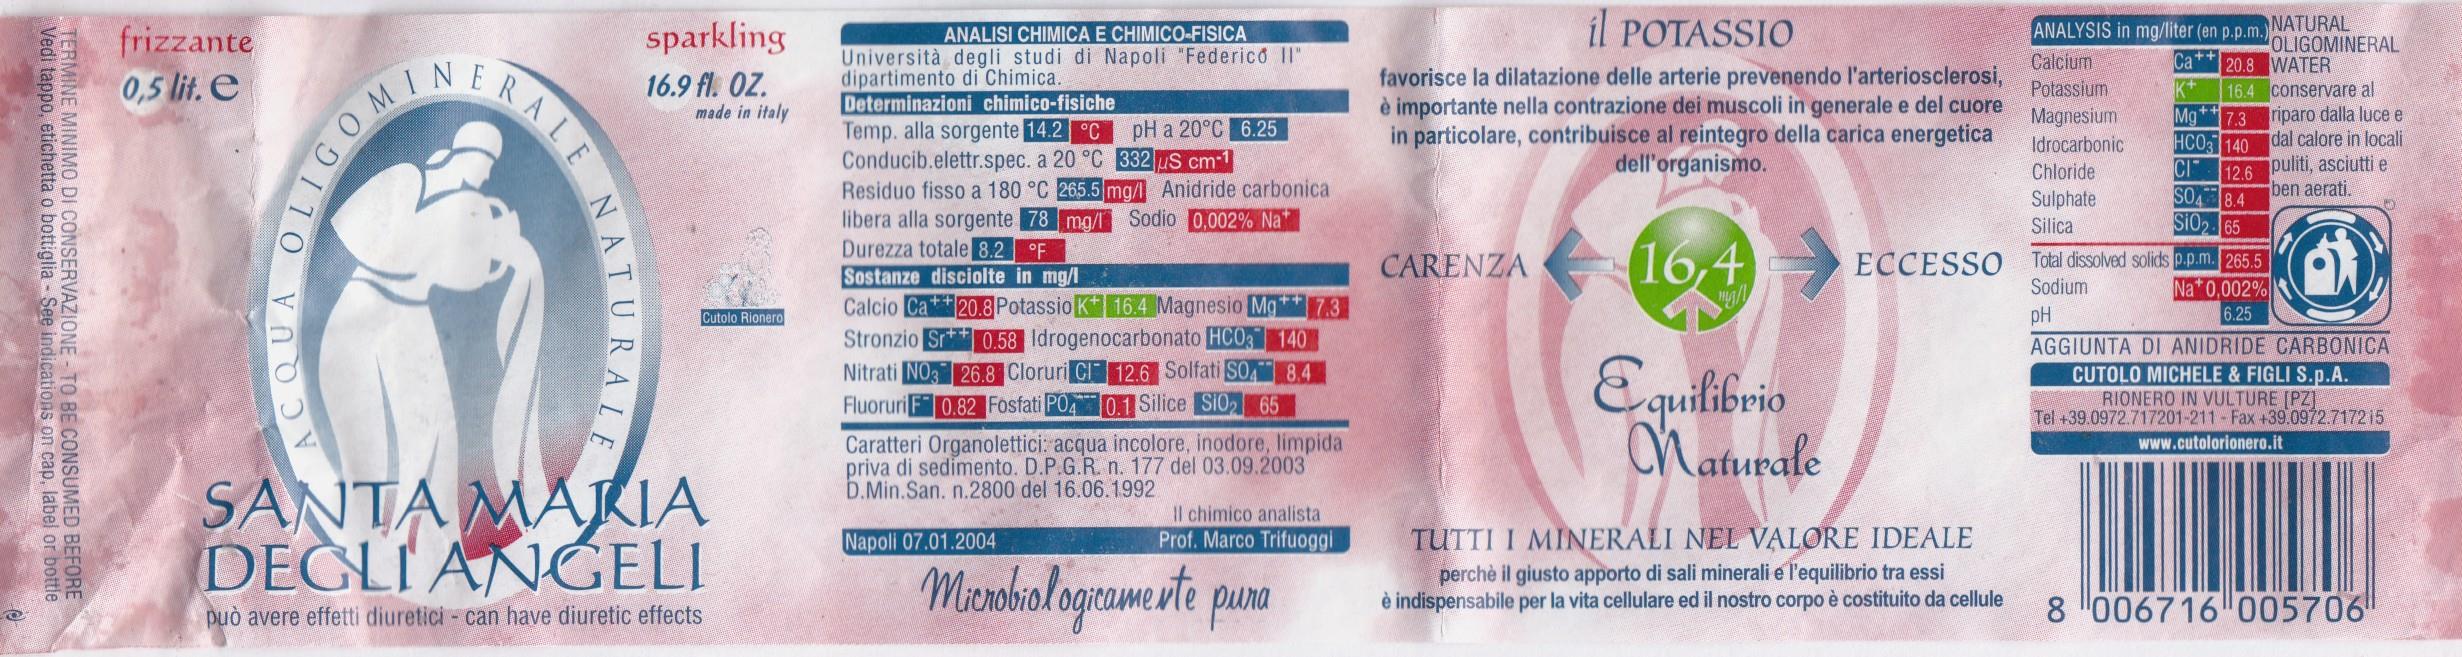 TERMINE MINIMO DI CONSERVAZIONE - TO BE CONSUMED BEFORE
Vedi tappo, etichetta o bottiglia - See indications on cap, label or bottle
frizzante
0,5 lit. e
sparkling
16.9 fl. OZ.
made in italy
ACQUA OLIGOMINERALE NATURALE
Cutolo Rionero
SANTA MARIA
DEGLI ANGELI
può avere effetti diuretici - can have diuretic effects
ANALISI CHIMICA E CHIMICO-FISICA
Università degli studi di Napoli "Federico II"
dipartimento di Chimica.
Determinazioni chimico-fisiche
Temp. alla sorgente 14.2 °C pH a 20°C 6.25
Conducib.elettr.spec. a 20 °C 332 µS cm-1
Residuo fisso a 180 °C 265.5 mg/l Anidride carbonica
libera alla sorgente 78 mg/l Sodio 0,002% Na+
Durezza totale 8.2 °F
Sostanze disciolte in mg/l
Calcio Ca++ 20.8 Potassio K+ 16.4 Magnesio Mg++ 7.3
Stronzio Sr++ 0.58 Idrogenocarbonato HCO3- 140
Nitrati NO3- 26.8 Cloruri Cl- 12.6 Solfati SO4-- 8.4
Fluoruri F- 0.82 Fosfati PO4-- 0.1 Silice SiO2 65
Caratteri Organolettici: acqua incolore, inodore, limpida
priva di sedimento. D.P.G.R. n. 177 del 03.09.2003
D.Min.San. n.2800 del 16.06.1992
Il chimico analista
Napoli 07.01.2004 Prof. Marco Trifuoggi
Microbiologicamente pura
il POTASSIO
favorisce la dilatazione delle arterie prevenendo l'arteriosclerosi,
è importante nella contrazione dei muscoli in generale e del cuore
in particolare, contribuisce al reintegro della carica energetica
dell'organismo.
CARENZA 16,4 mg/l ECCESSO
Equilibrio
Naturale
TUTTI I MINERALI NEL VALORE IDEALE
perchè il giusto apporto di sali minerali e l'equilibrio tra essi
è indispensabile per la vita cellulare ed il nostro corpo è costituito da cellule
ANALYSIS in mg/liter (en p.p.m.)
Calcium Ca++ 20.8
Potassium K+ 16.4
Magnesium Mg++ 7.3
Idrocarbonic HCO3- 140
Chloride Cl- 12.6
Sulphate SO4-- 8.4
Silica SiO2. 65
Total dissolved solids p.p.m. 265.5
Sodium Na+ 0,002%
pH 6.25
NATURAL
OLIGOMINERAL
WATER
conservare al
riparo dalla luce e
dal calore in locali
puliti, asciutti e
ben aerati.
AGGIUNTA DI ANIDRIDE CARBONICA
CUTOLO MICHELE & FIGLI S.p.A.
RIONERO IN VULTURE [PZ]
Tel +39.0972.717201-211 - Fax +39.0972.717215
www.cutolorionero.it
8 006716 005706